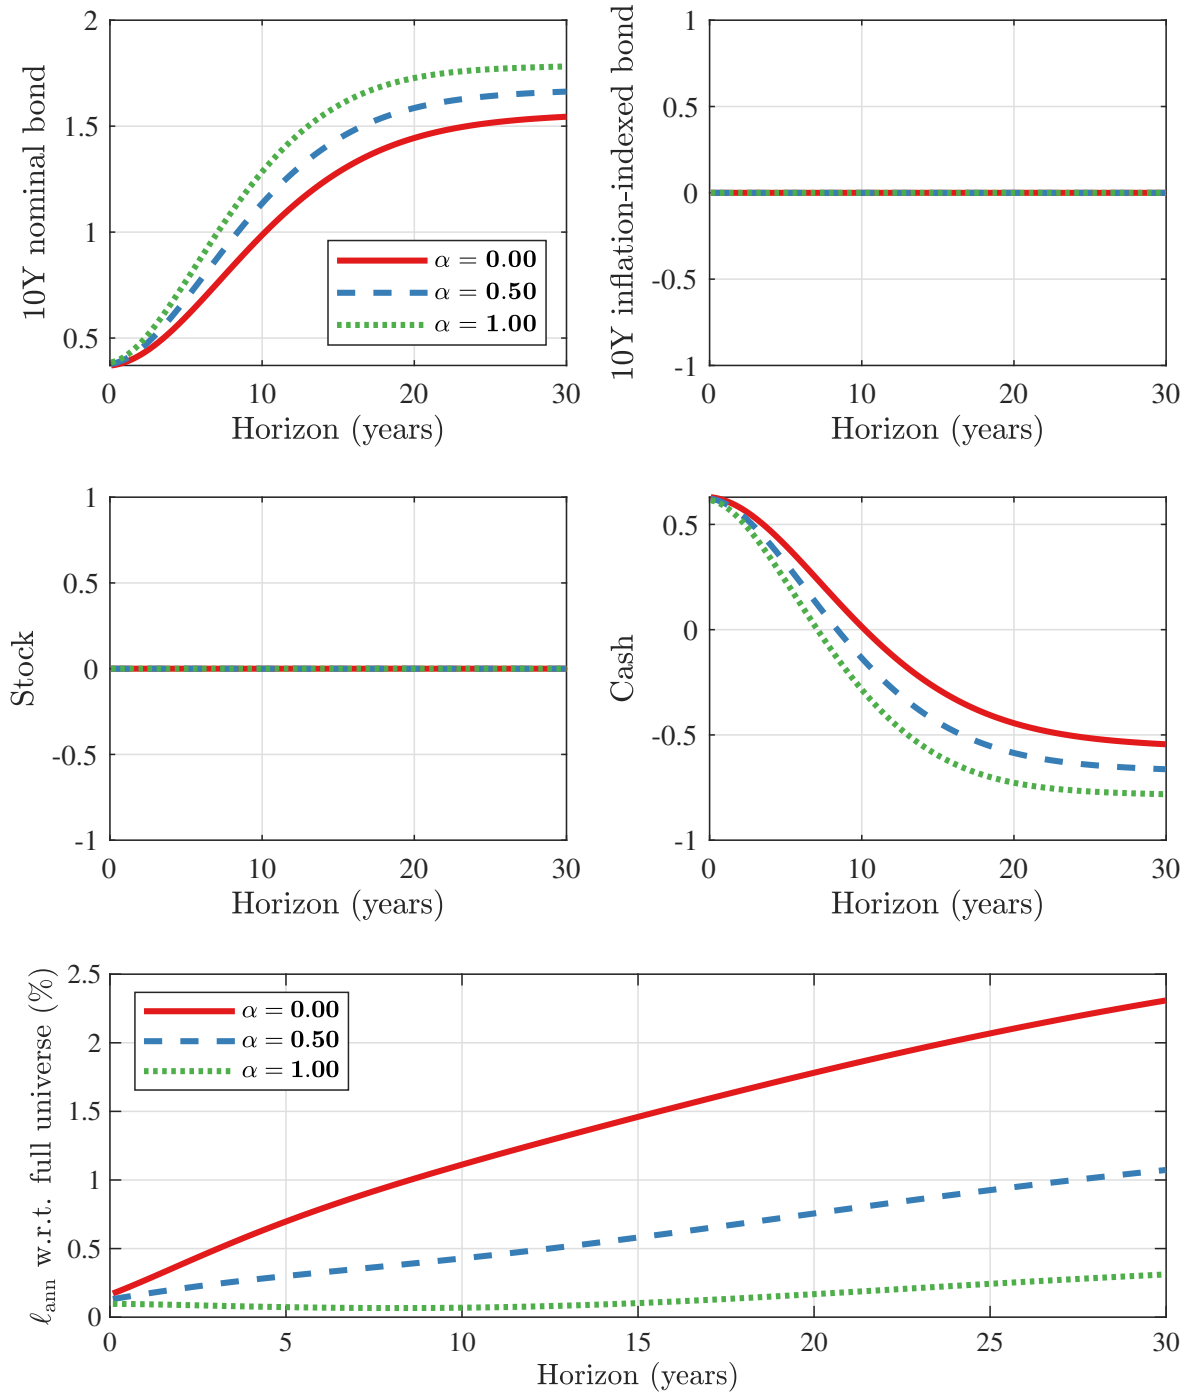 10Y nominal bond
2
1.5
1
0.5
α = 0.00
α = 0.50
α = 1.00
0 10 20 30
Horizon (years)
10Y inflation-indexed bond
1
0.5
0
-0.5
-1
0 10 20 30
Horizon (years)
Stock
1
0.5
0
-0.5
-1
0 10 20 30
Horizon (years)
Cash
0.5
0
-0.5
-1
0 10 20 30
Horizon (years)
ℓann w.r.t. full universe (%)
2.5
2
1.5
1
0.5
0
α = 0.00
α = 0.50
α = 1.00
0 5 10 15 20 25 30
Horizon (years)